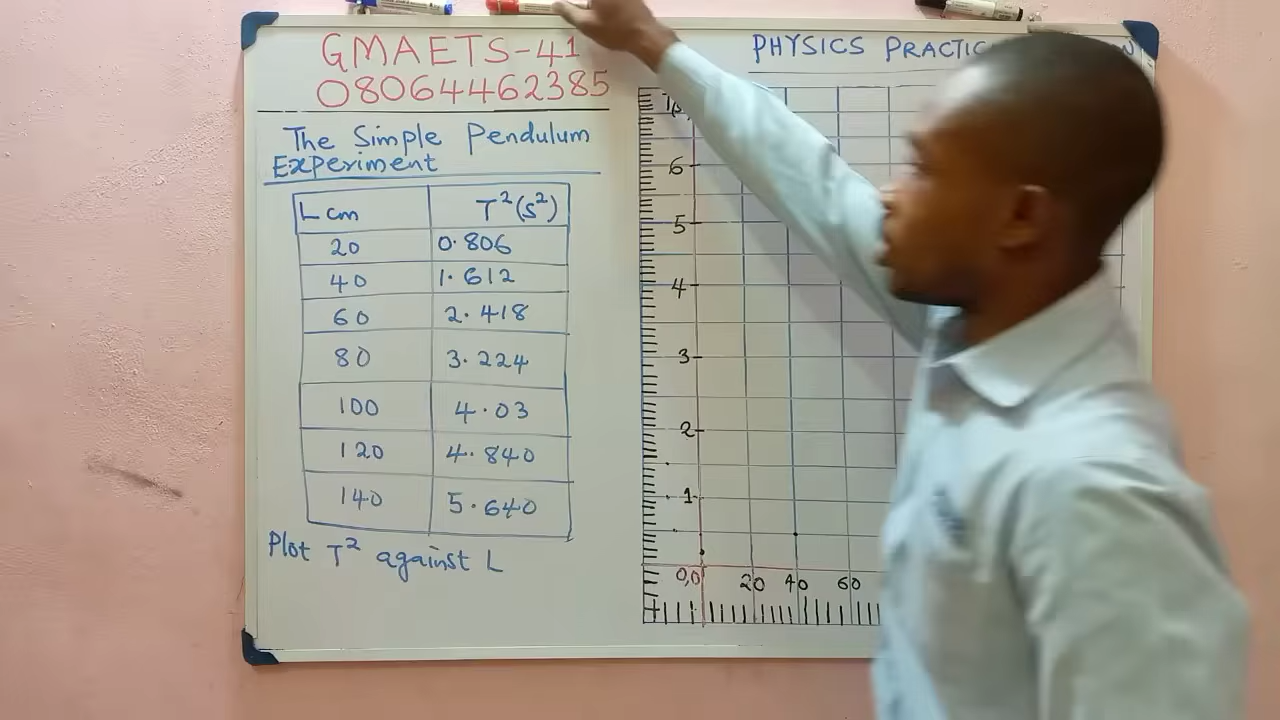 GMAETS-41
08064462385
The Simple Pendulum
Experiment
L cm T²(s²)
20 0.806
40 1.612
60 2.418
80 3.224
100 4.03
120 4.840
140 5.640
Plot T² against L
PHYSICS
6
5
4
3
2
1
0,0 20 40 60